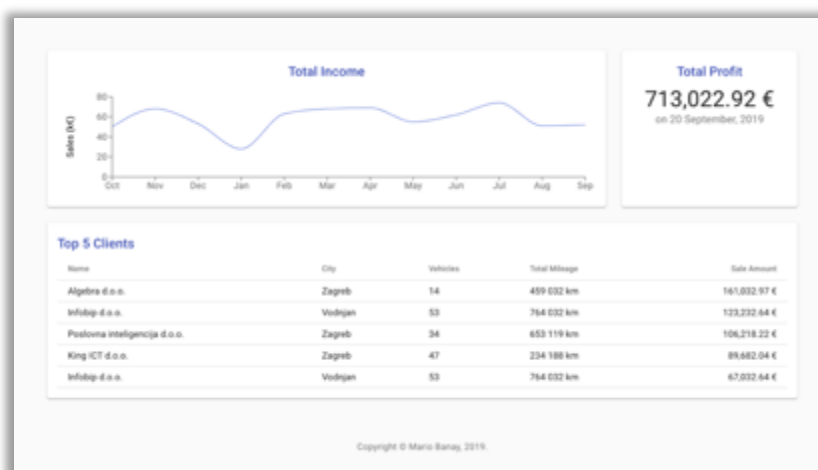 Total Income
Sales (k€)
80
60
40
20
0
Oct Nov Dec Jan Feb Mar Apr May Jun Jul Aug Sep
Total Profit
713,022.92 €
on 20 September, 2019
Top 5 Clients
Name City Vehicles Total Mileage Sale Amount
Algebra d.o.o. Zagreb 14 459 032 km 161,032.97 €
Infobip d.o.o. Vodnjan 53 764 032 km 123,232.64 €
Poslovna inteligencija d.o.o. Zagreb 34 653 119 km 106,218.22 €
King ICT d.o.o. Zagreb 47 234 188 km 89,682.04 €
Infobip d.o.o. Vodnjan 53 764 032 km 67,032.64 €
Copyright © Mario Banay, 2019.